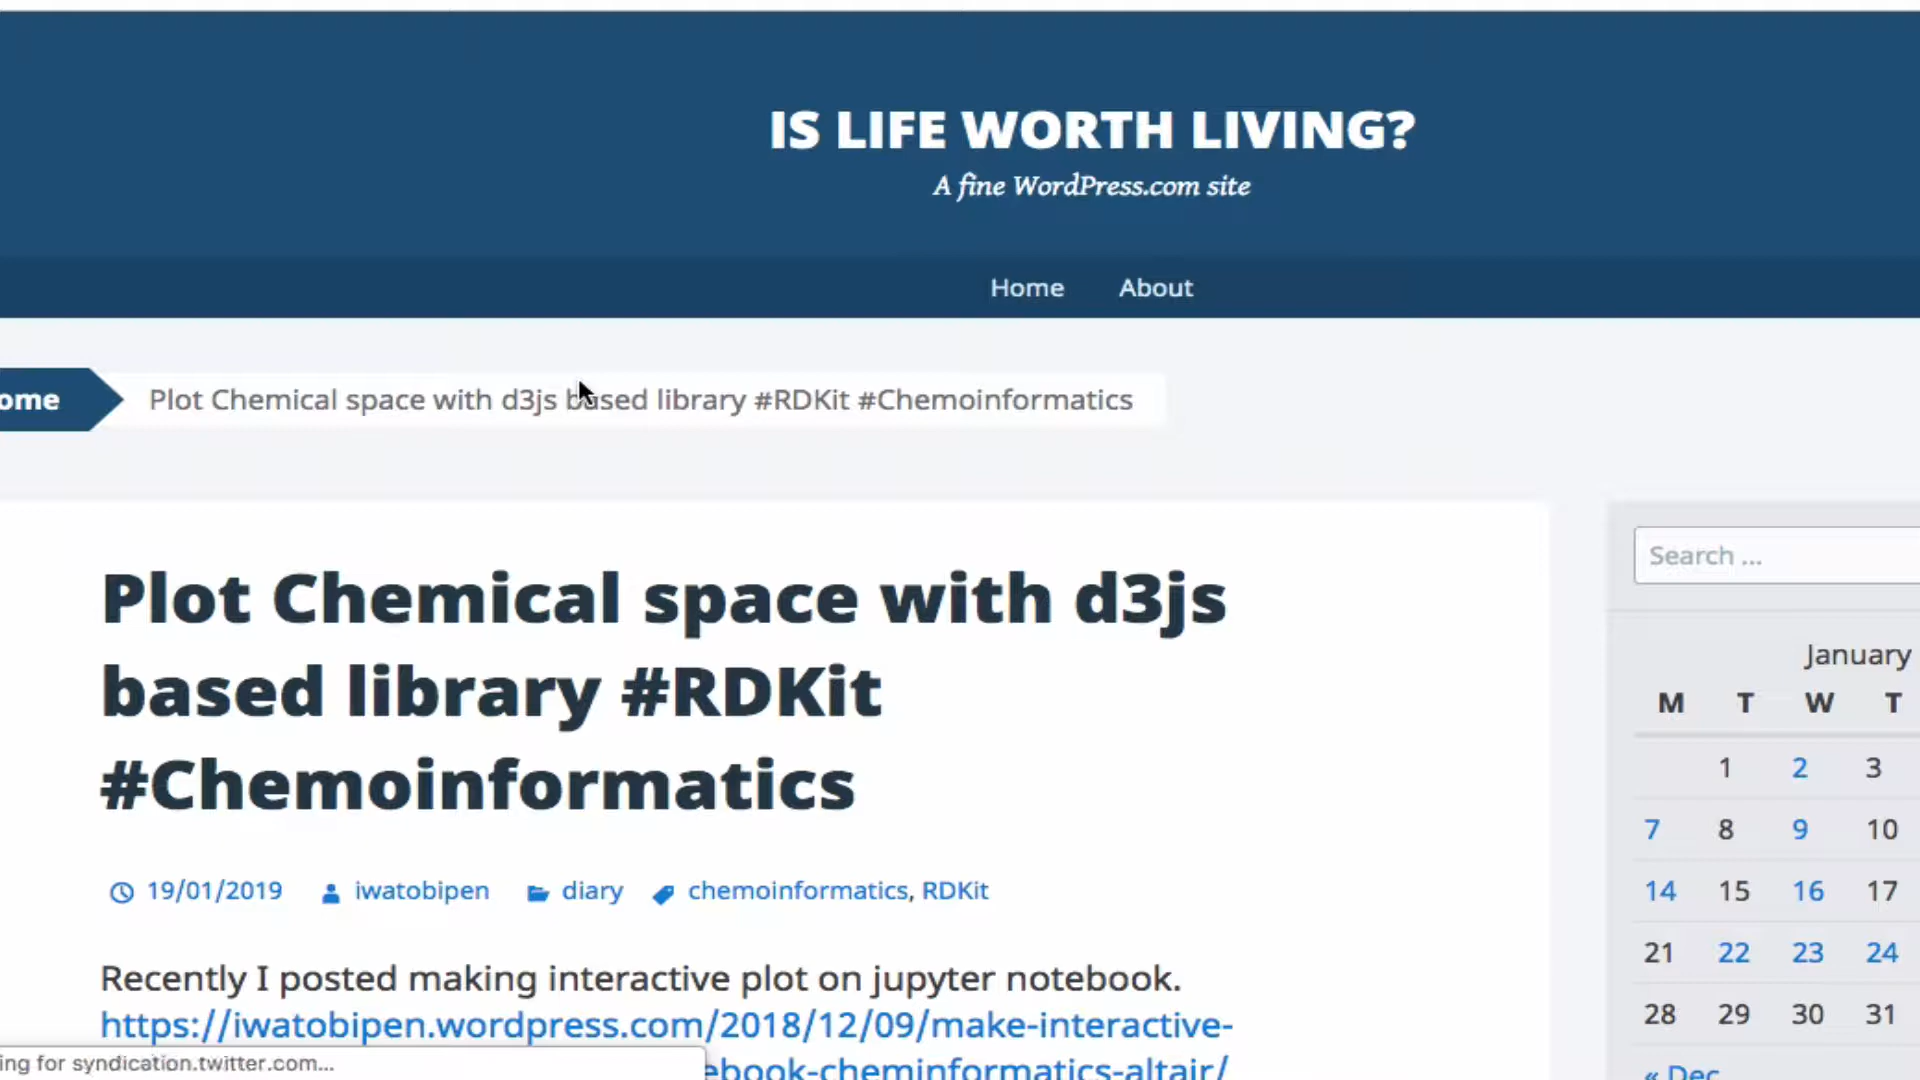 IS LIFE WORTH LIVING?
A fine WordPress.com site
Home About
ome Plot Chemical space with d3js based library #RDKit #Chemoinformatics
Plot Chemical space with d3js
based library #RDKit
#Chemoinformatics
19/01/2019 iwatobipen diary chemoinformatics, RDKit
Recently I posted making interactive plot on jupyter notebook.
https://iwatobipen.wordpress.com/2018/12/09/make-interactive-
ebook-cheminformatics-altair/
ing for syndication.twitter.com...
Search ...
January
M T W T
1 2 3
7 8 9 10
14 15 16 17
21 22 23 24
28 29 30 31
« Dec